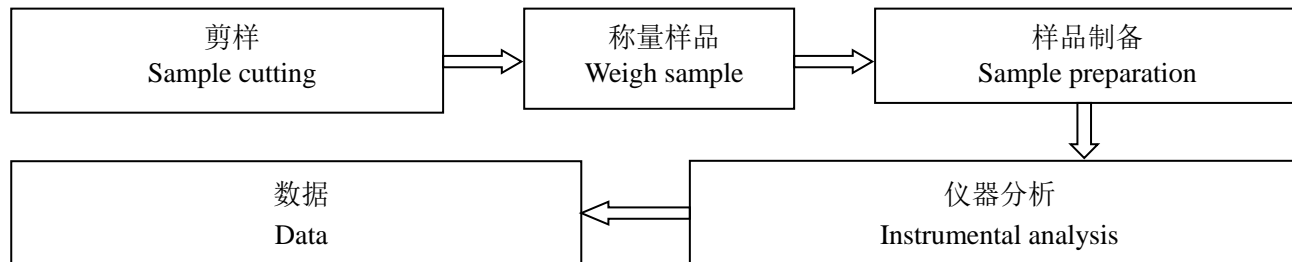 剪样
Sample cutting
称量样品
Weigh sample
样品制备
Sample preparation
仪器分析
Instrumental analysis
数据
Data